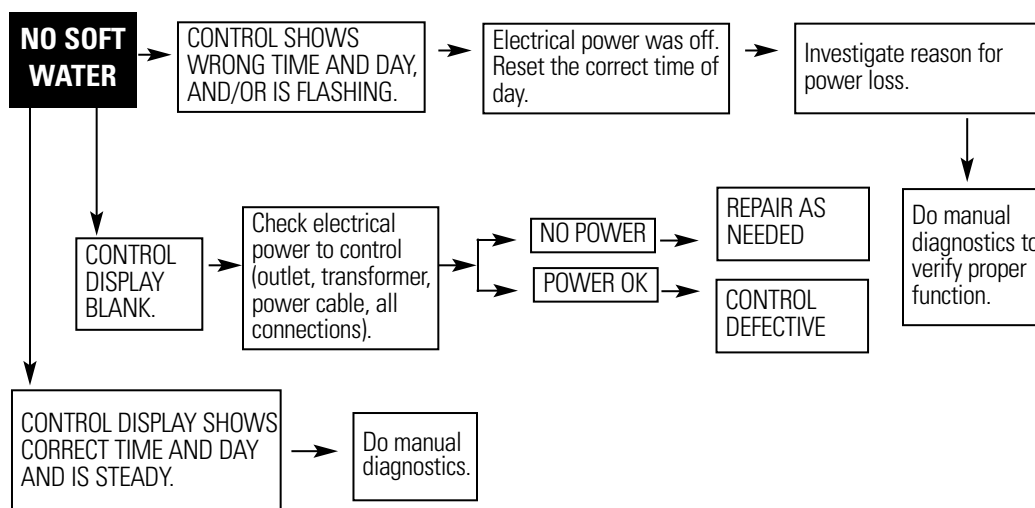 NO SOFT
WATER
CONTROL SHOWS
WRONG TIME AND DAY,
AND/OR IS FLASHING.
Electrical power was off.
Reset the correct time of
day.
Investigate reason for
power loss.
Do manual
diagnostics to
verify proper
function.
CONTROL
DISPLAY
BLANK.
Check electrical
power to control
(outlet, transformer,
power cable, all
connections).
NO POWER
REPAIR AS
NEEDED
POWER OK
CONTROL
DEFECTIVE
CONTROL DISPLAY SHOWS
CORRECT TIME AND DAY
AND IS STEADY.
Do manual
diagnostics.